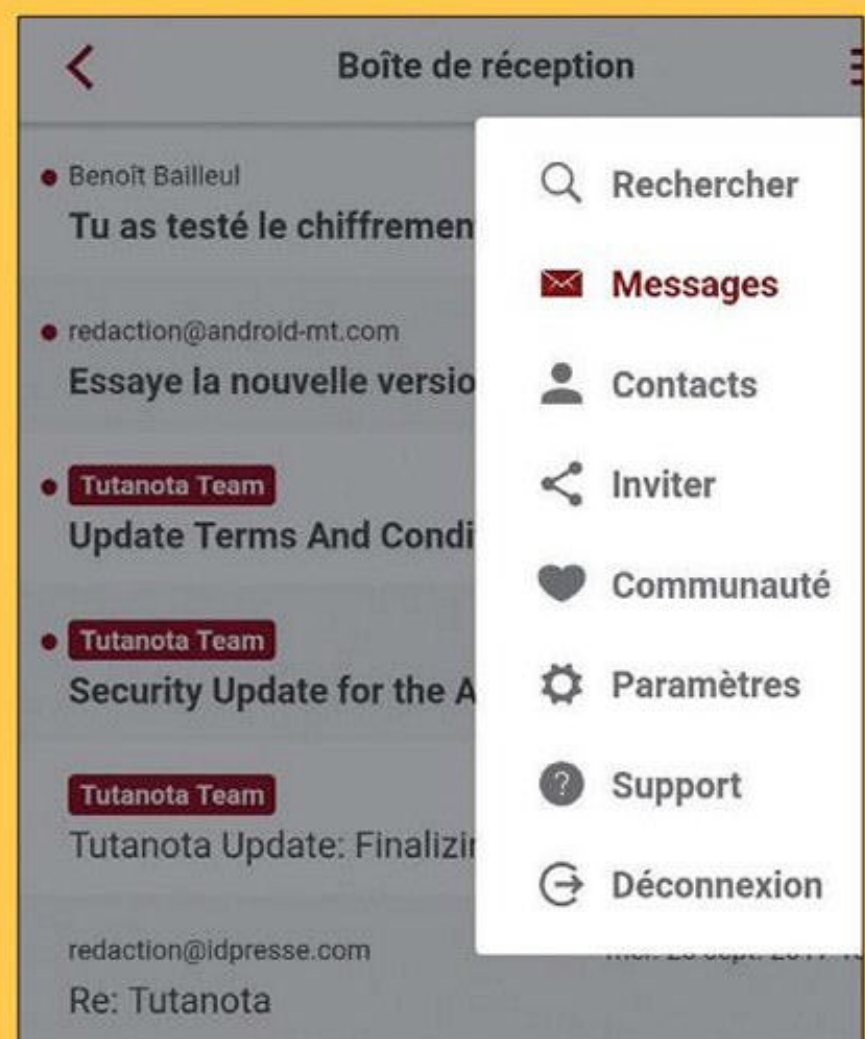 Boîte de réception
Benoît Bailleul
Tu as testé le chiffremen
redaction@android-mt.com
Essaye la nouvelle versio
Tutanota Team
Update Terms And Condi
Tutanota Team
Security Update for the A
Tutanota Team
Tutanota Update: Finalizin
redaction@idpresse.com
Re: Tutanota
Rechercher
Messages
Contacts
Inviter
Communauté
Paramètres
Support
Déconnexion